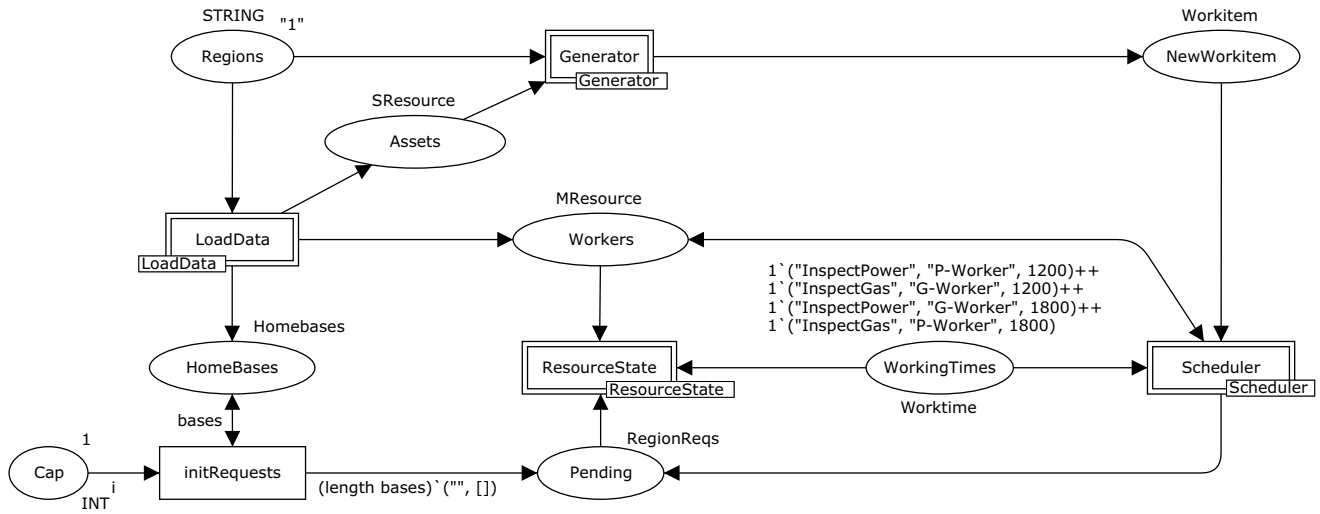 STRING
"1"
Regions
Generator
Generator
Workitem
NewWorkitem
SResource
Assets
LoadData
LoadData
MResource
Workers
1`("InspectPower", "P-Worker", 1200)++
1`("InspectGas", "G-Worker", 1200)++
1`("InspectPower", "G-Worker", 1800)++
1`("InspectGas", "P-Worker", 1800)
Homebases
HomeBases
ResourceState
ResourceState
WorkingTimes
Worktime
Scheduler
Scheduler
bases
1
Cap
i
INT
initRequests
(length bases)`("", [])
RegionReqs
Pending